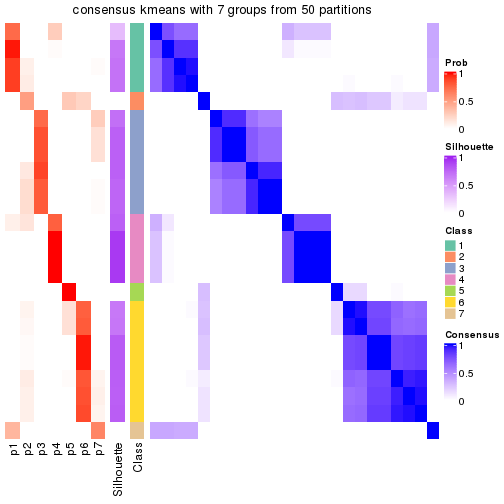 consensus kmeans with 7 groups from 50 partitions
Prob
1
0.5
0
Silhouette
1
0.5
0
Class
1
2
3
4
5
6
7
Consensus
1
0.5
0
p1
p2
p3
p4
p5
p6
p7
Silhouette
Class